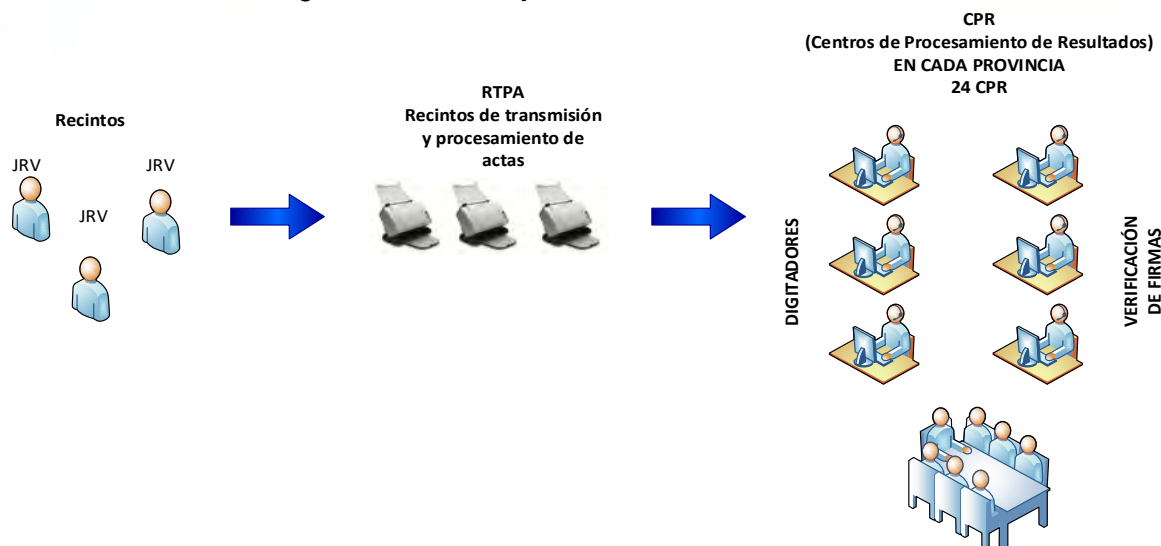 Recintos
JRV
JRV
JRV
RTPA
Recintos de transmisión
y procesamiento de
actas
CPR
(Centros de Procesamiento de Resultados)
EN CADA PROVINCIA
24 CPR
DIGITADORES
VERIFICACIÓN
DE FIRMAS